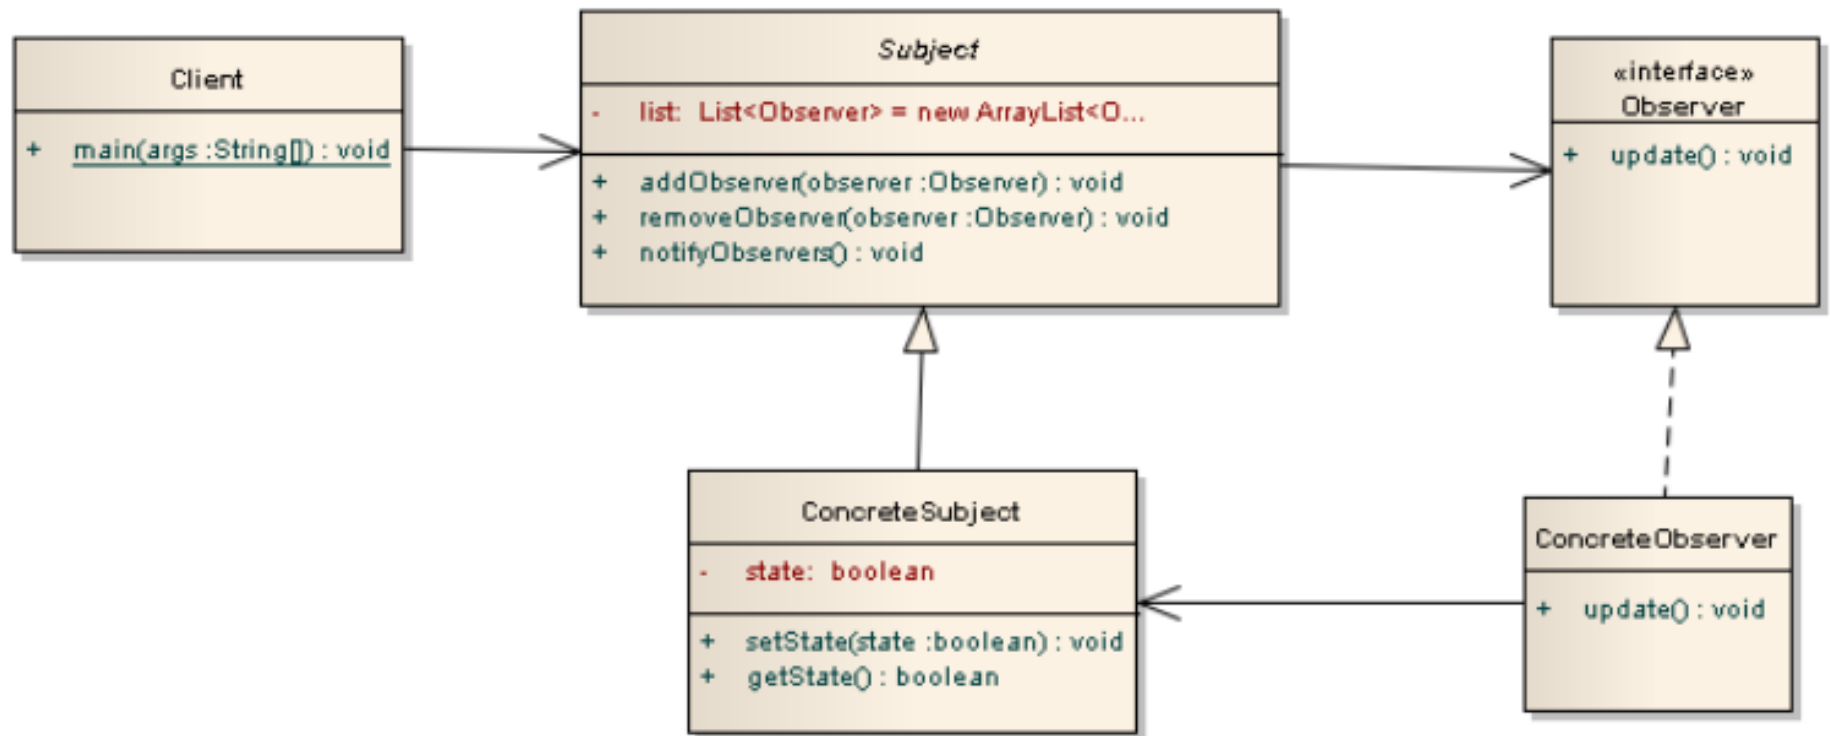 Client
+ main(args :String[]) : void
Subject
- list: List<Observer> = new ArrayList<O...
+ addObserver(observer :Observer) : void
+ removeObserver(observer :Observer) : void
+ notifyObservers() : void
«interface»
Observer
+ update() : void
ConcreteSubject
- state: boolean
+ setState(state :boolean) : void
+ getState() : boolean
ConcreteObserver
+ update() : void